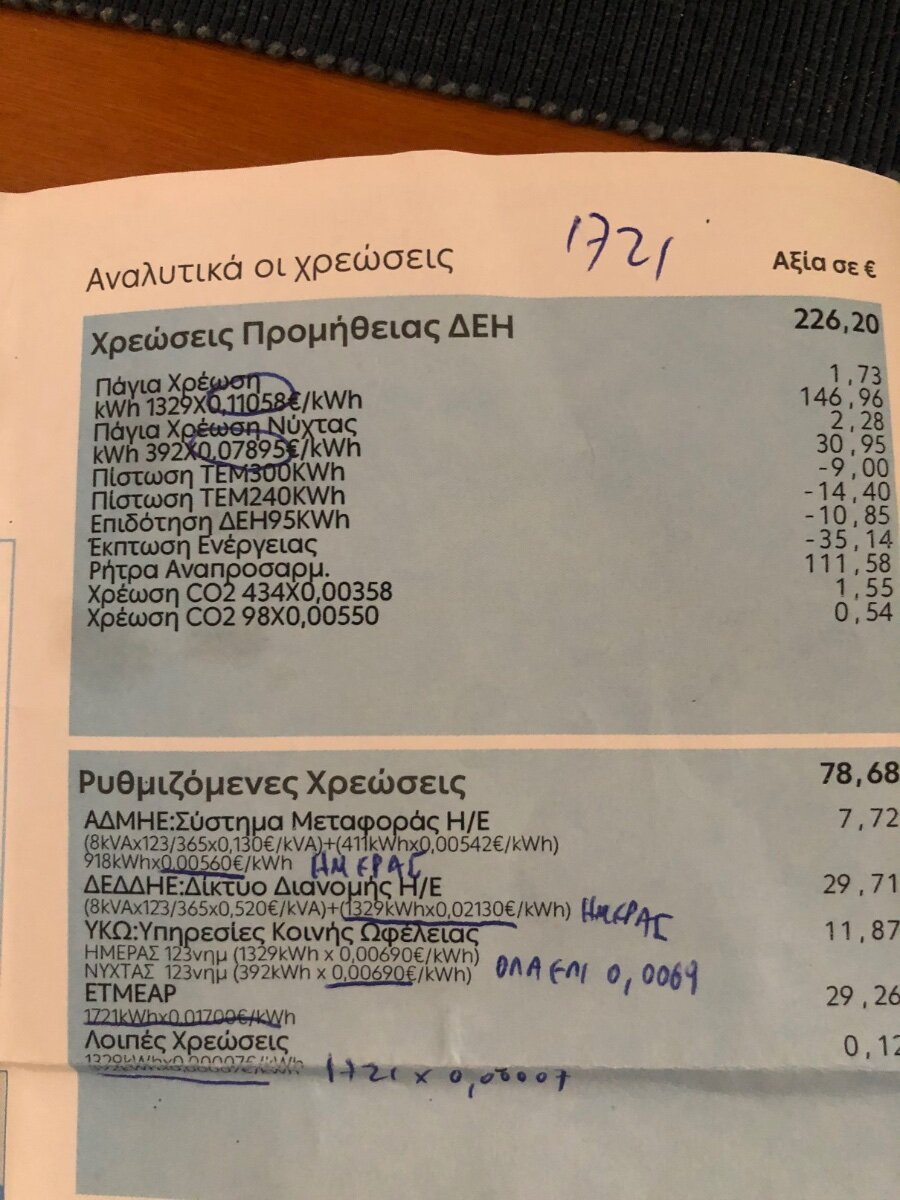 1721
Αναλυτικά οι χρεώσεις Αξία σε €
Χρεώσεις Προμήθειας ΔΕΗ 226,20
Πάγια Χρέωση 1,73
kWh 1329X0,11058€/kWh 146,96
Πάγια Χρέωση Νύχτας 2,28
kWh 392X0,07895€/kWh 30,95
Πίστωση ΤΕΜ300KWh -9,00
Πίστωση ΤΕΜ240KWh -14,40
Επιδότηση ΔΕΗ95KWh -10,85
Έκπτωση Ενέργειας -35,14
Ρήτρα Αναπροσαρμ. 111,58
Χρέωση CO2 434X0,00358 1,55
Χρέωση CO2 98X0,00550 0,54
Ρυθμιζόμενες Χρεώσεις 78,68
ΑΔΜΗΕ:Σύστημα Μεταφοράς Η/Ε 7,72
(8kVAx123/365x0,130€/kVA)+(411kWhx0,00542€/kWh)
918kWhx0,00560€/kWh ΗΜΕΡΑΣ
ΔΕΔΔΗΕ:Δίκτυο Διανομής Η/Ε 29,71
(8kVAx123/365x0,520€/kVA)+(1329kWhx0,02130€/kWh) ΗΜΕΡΑΣ
ΥΚΩ:Υπηρεσίες Κοινής Ωφέλειας 11,87
ΗΜΕΡΑΣ 123νημ (1329kWh x 0,00690€/kWh)
ΝΥΧΤΑΣ 123νημ (392kWh x 0,00690€/kWh) ΟΛΑ ΕΠΙ 0,0069
ΕΤΜΕΑΡ 29,26
1721kWhx0,01700€/kWh
Λοιπές Χρεώσεις 0,12
1329kWhx0,00007€/kWh 1721 x 0,00007